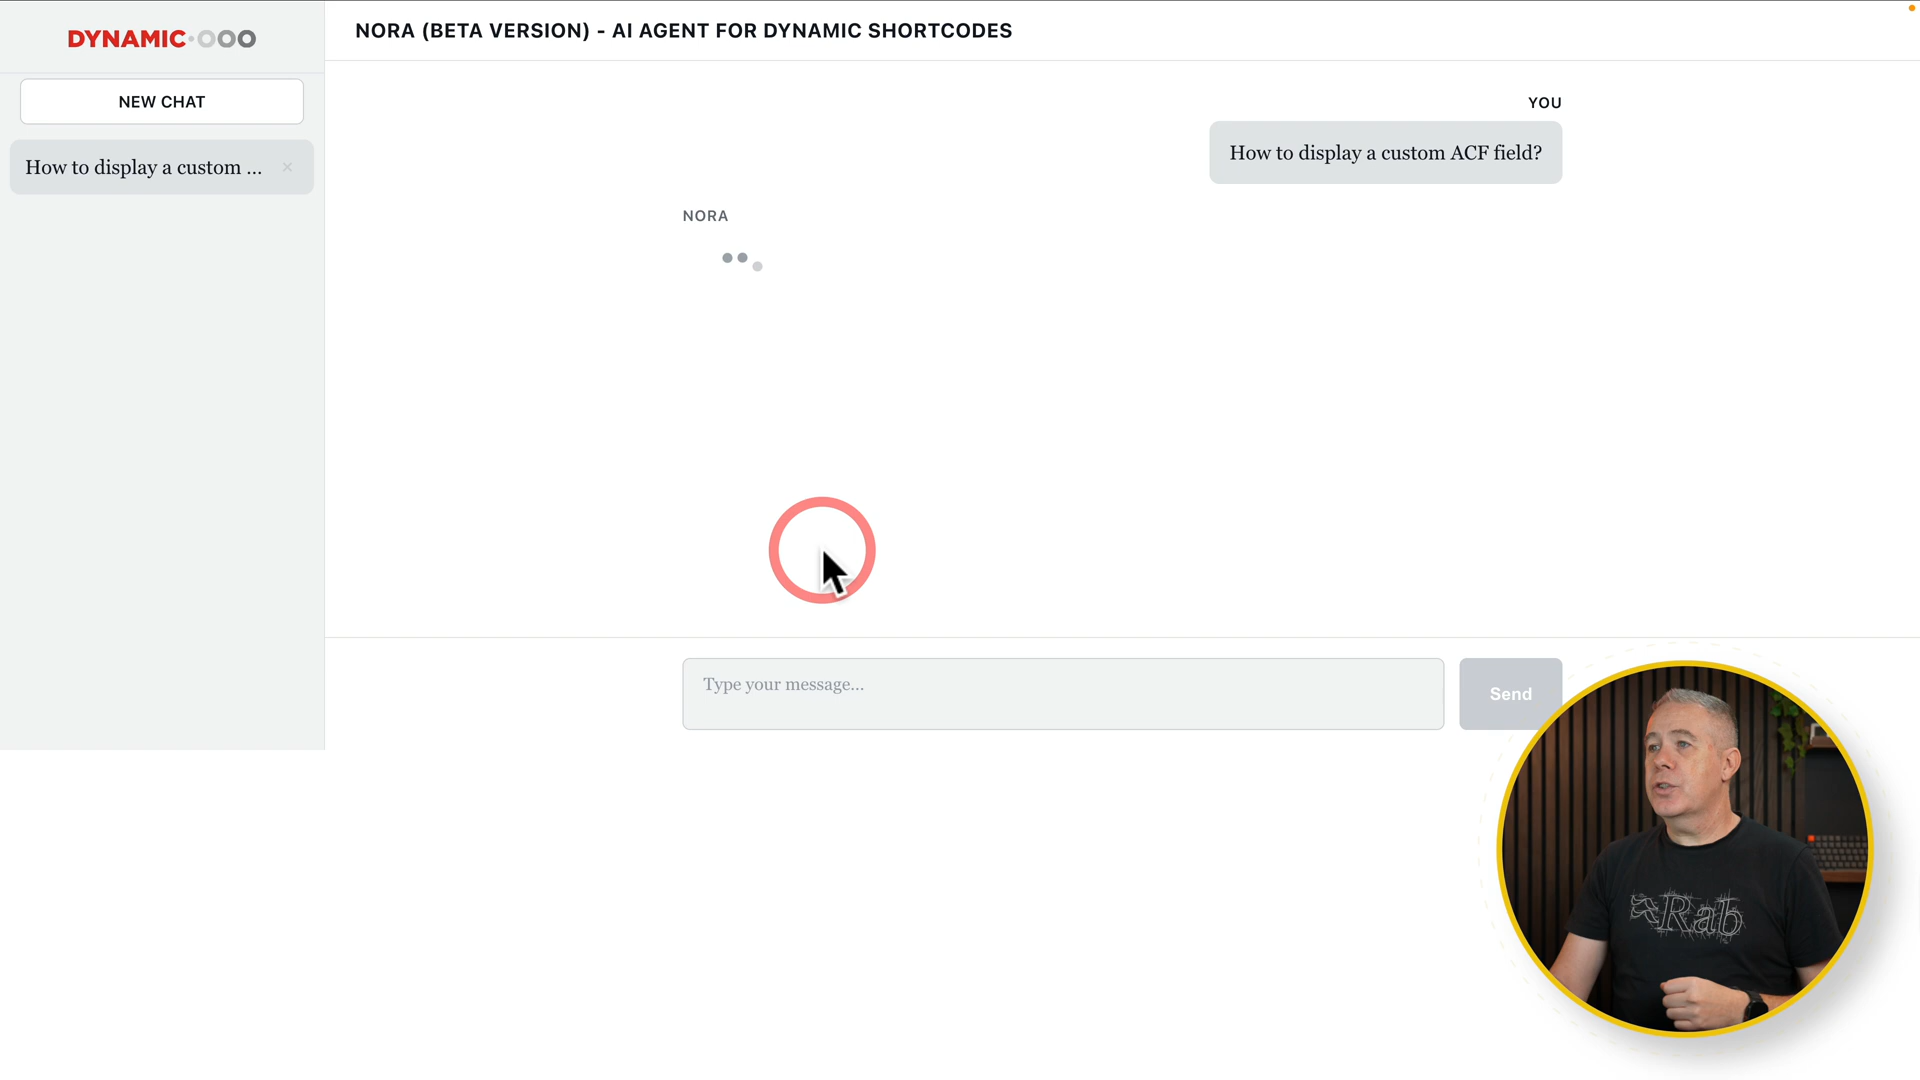 DYNAMIC
NEW CHAT
How to display a custom ...
NORA (BETA VERSION) - AI AGENT FOR DYNAMIC SHORTCODES
YOU
How to display a custom ACF field?
NORA
Type your message...
Send
Rab